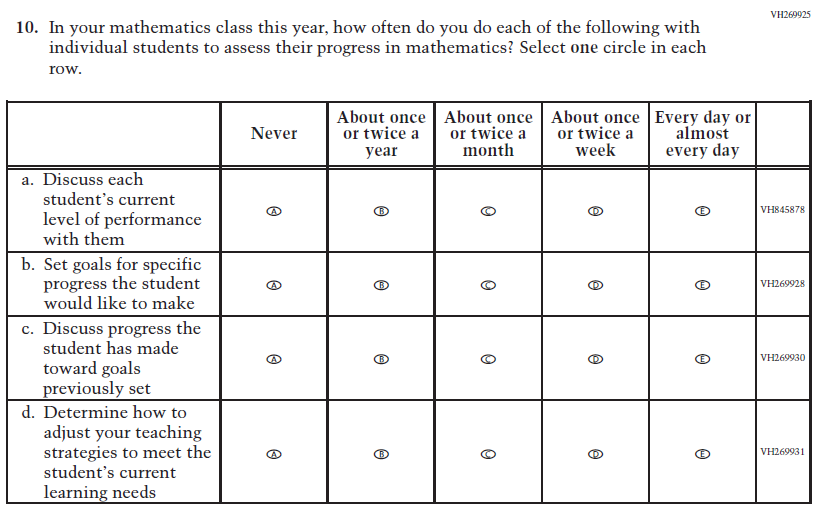 VH269925
10. In your mathematics class this year, how often do you do each of the following with
individual students to assess their progress in mathematics? Select one circle in each
row.
Never
About once
or twice a
year
About once
or twice a
month
About once
or twice a
week
Every day or
almost
every day
a. Discuss each
student's current
level of performance
with them
A B C D E VH845878
b. Set goals for specific
progress the student
would like to make
A B C D E VH269928
c. Discuss progress the
student has made
toward goals
previously set
A B C D E VH269930
d. Determine how to
adjust your teaching
strategies to meet the
student's current
learning needs
A B C D E VH269931